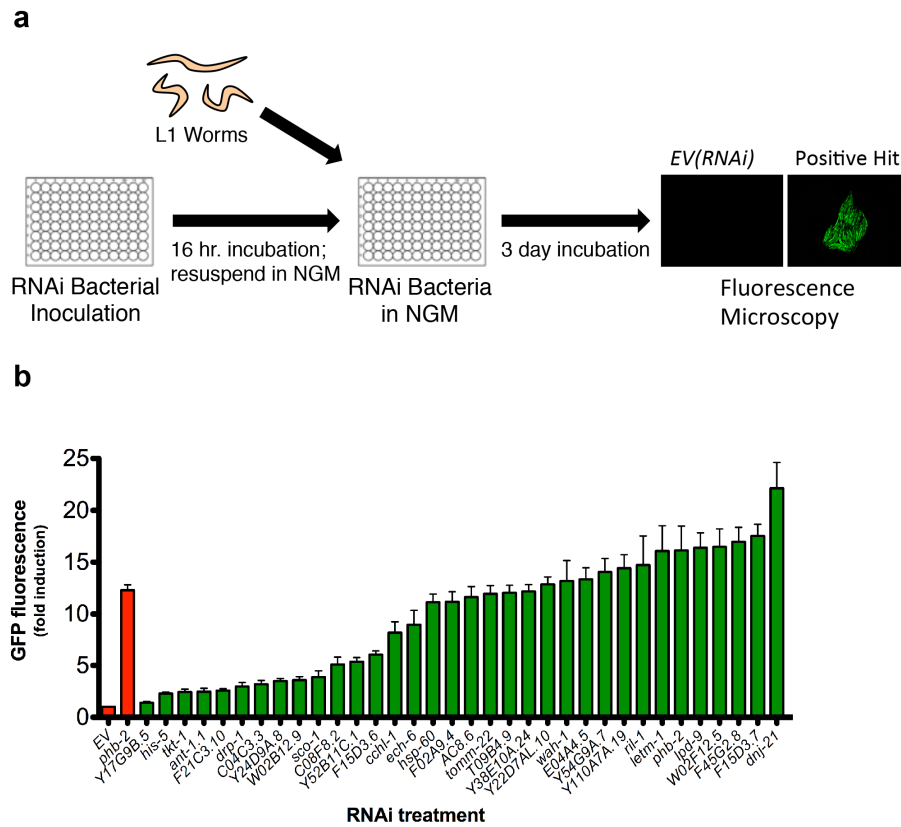 a
L1 Worms
EV(RNAi)
Positive Hit
16 hr. incubation;
resuspend in NGM
3 day incubation
RNAi Bacterial
Inoculation
RNAi Bacteria
in NGM
Fluorescence
Microscopy
b
GFP fluorescence
(fold induction)
25
20
15
10
5
0
EV
phb-2
Y17G9B.5
his-5
tkt-1
ant-1.1
F21C3.10
drp-1
C04C3.3
Y24D9A.8
W02B12.9
sco-1
C08F8.2
Y52B11C.1
F15D3.6
cchl-1
ech-6
hsp-60
F02A9.4
AC8.6
tomm-22
T09B4.9
Y38E10A.24
Y22D7AL.10
wah-1
E04A4.5
Y54G9A.7
Y110A7A.19
ril-1
letm-1
phb-2
lpd-9
W02F12.5
F45G2.8
F15D3.7
dnj-21
RNAi treatment